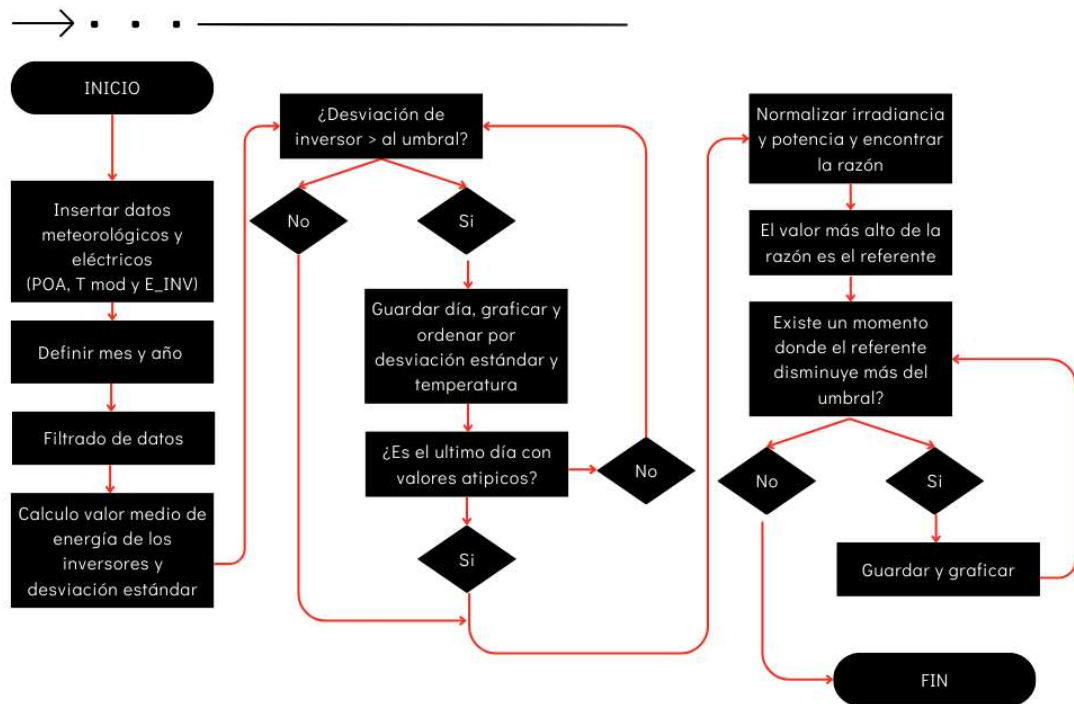 INICIO
Insertar datos
meteorológicos y
eléctricos
(POA, T mod y E_INV)
Definir mes y año
Filtrado de datos
Calculo valor medio de
energía de los
inversores y
desviación estándar
¿Desviación de
inversor > al umbral?
No
Si
Guardar día, graficar y
ordenar por
desviación estándar y
temperatura
¿Es el ultimo día con
valores atipicos?
No
Si
Normalizar irradiancia
y potencia y encontrar
la razón
El valor más alto de la
razón es el referente
Existe un momento
donde el referente
disminuye más del
umbral?
No
Si
Guardar y graficar
FIN